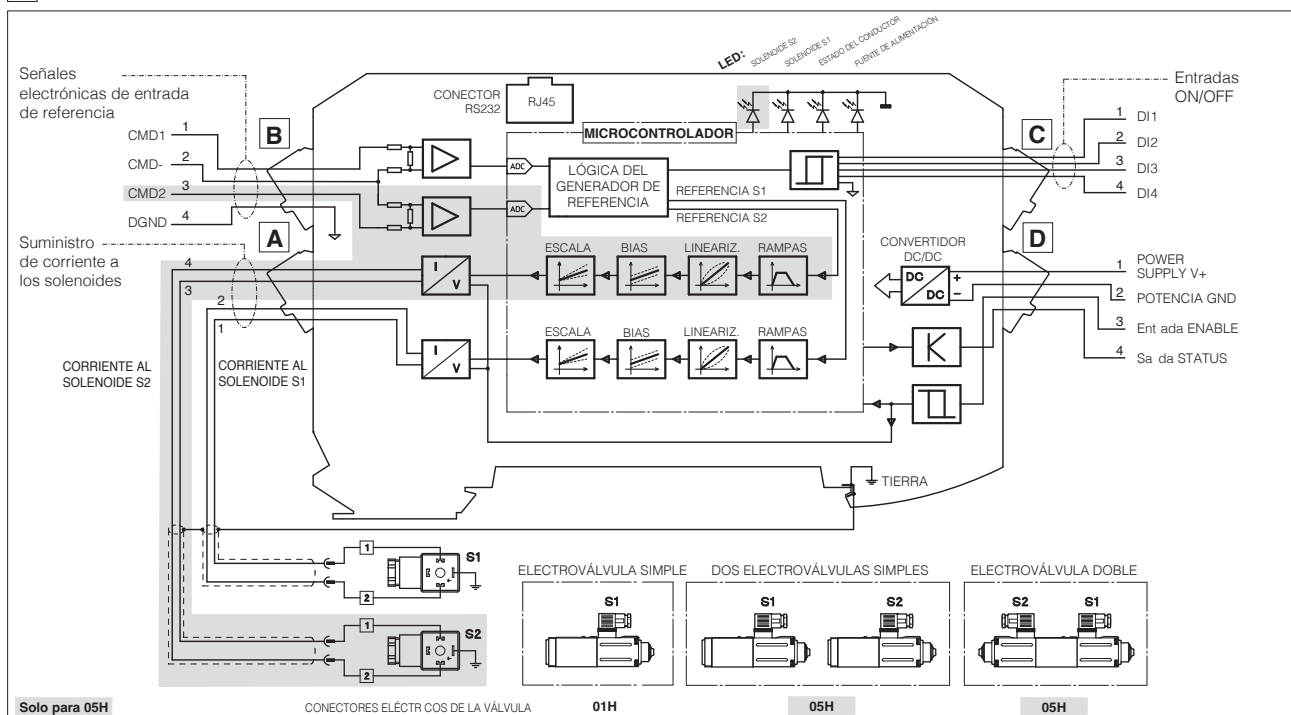 LED:
SOLENOIDE S2
SOLENOIDE S1
ESTADO DEL CONDUCTOR
FUENTE DE ALIMENTACIÓN
Señales
electrónicas de entrada
de referencia
CONECTOR
RS232
RJ45
Entradas
ON/OFF
MICROCONTROLADOR
B
C
CMD1
1
CMD-
2
CMD2
3
DGND
4
ADC
ADC
LÓGICA DEL
GENERADOR DE
REFERENCIA
REFERENCIA S1
REFERENCIA S2
1
DI1
2
DI2
3
DI3
4
DI4
A
D
Suministro
de corriente a
los solenoides
4
3
2
1
I
V
ESCALA
BIAS
LINEARIZ.
RAMPAS
CONVERTIDOR
DC/DC
DC
DC
+
–
1
POWER
SUPPLY V+
2
POTENCIA GND
3
Ent ada ENABLE
4
Sa da STATUS
I
V
ESCALA
BIAS
LINEARIZ.
RAMPAS
K
CORRIENTE AL
SOLENOIDE S2
CORRIENTE AL
SOLENOIDE S1
TIERRA
1
2
S1
1
2
S2
ELECTROVÁLVULA SIMPLE
S1
DOS ELECTROVÁLVULAS SIMPLES
S1
S2
ELECTROVÁLVULA DOBLE
S2
S1
Solo para 05H
CONECTORES ELÉCTR COS DE LA VÁLVULA
01H
05H
05H